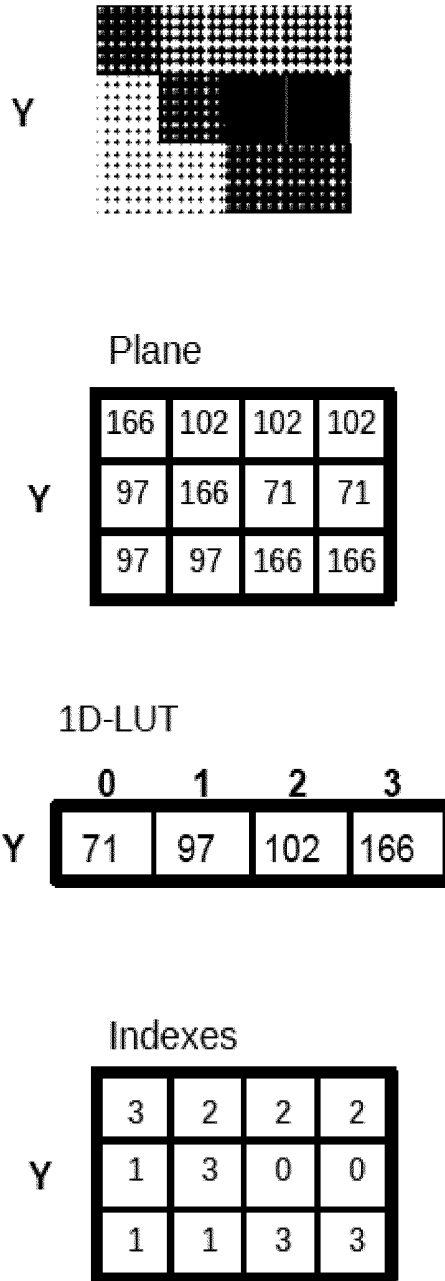 Y
Plane
166 102 102 102
Y 97 166 71 71
97 97 166 166
1D-LUT
0 1 2 3
Y 71 97 102 166
Indexes
3 2 2 2
Y 1 3 0 0
1 1 3 3